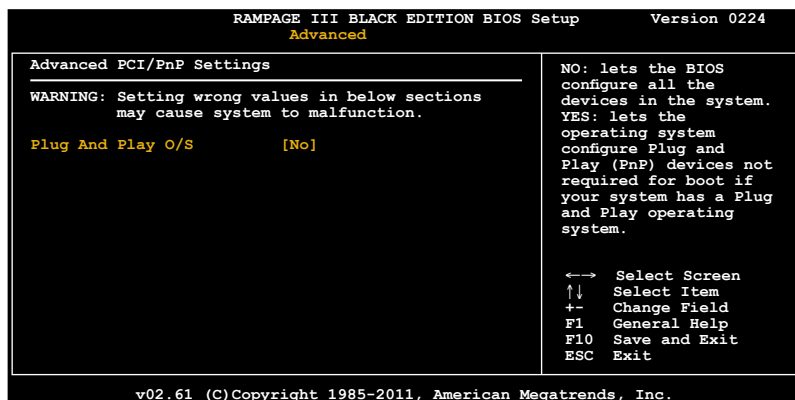 RAMPAGE III BLACK EDITION BIOS Setup Version 0224
Advanced
Advanced PCI/PnP Settings
WARNING: Setting wrong values in below sections
may cause system to malfunction.
Plug And Play O/S [No]
NO: lets the BIOS
configure all the
devices in the system.
YES: lets the
operating system
configure Plug and
Play (PnP) devices not
required for boot if
your system has a Plug
and Play operating
system.
←→ Select Screen
↑↓ Select Item
+- Change Field
F1 General Help
F10 Save and Exit
ESC Exit
v02.61 (C)Copyright 1985-2011, American Megatrends, Inc.